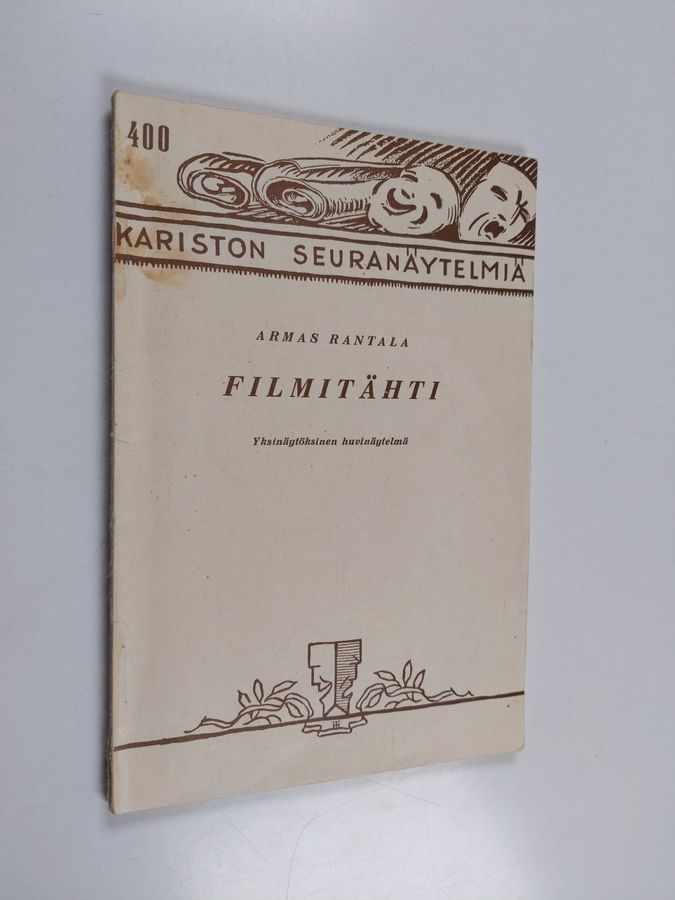 400
KARISTON SEURANÄYTELMIÄ
ARMAS RANTALA
FILMITÄHTI
Yksinäytöksinen huvinäytelmä